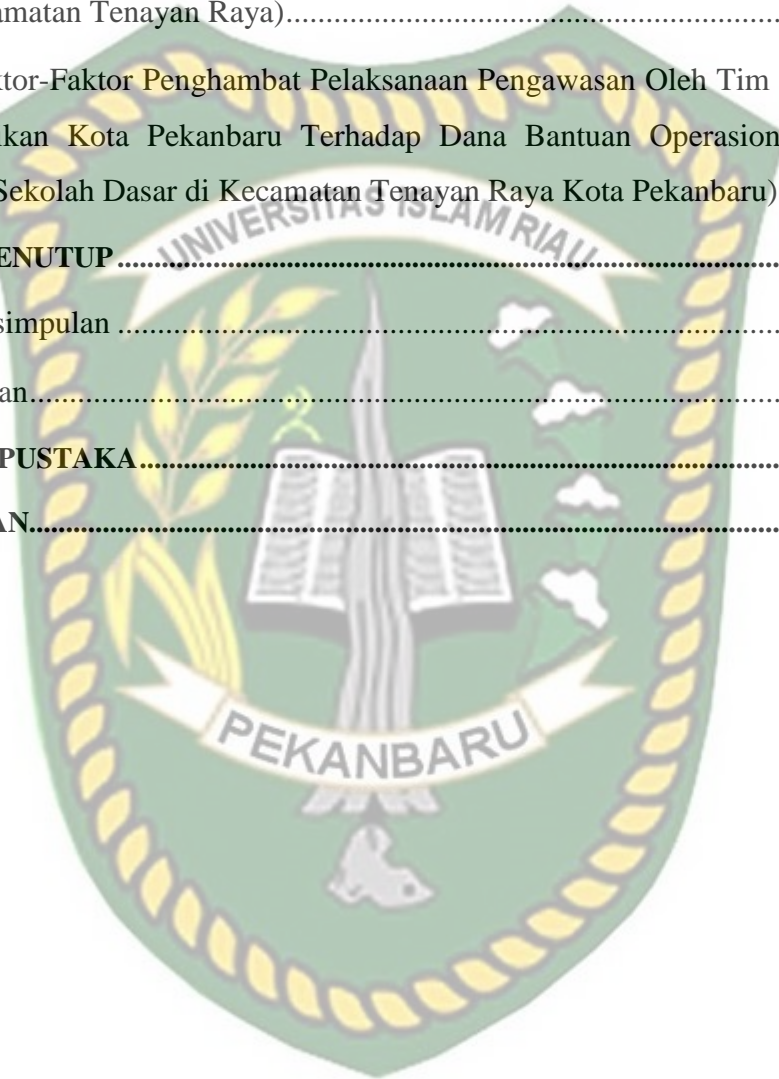 amatan Tenayan Raya)..............................................................................
ktor-Faktor Penghambat Pelaksanaan Pengawasan Oleh Tim
ikan Kota Pekanbaru Terhadap Dana Bantuan Operasion
Sekolah Dasar di Kecamatan Tenayan Raya Kota Pekanbaru)
UNIVERSITAS ISLAM RIAU
ENUTUP..............................................................................
simpulan ..............................................................................
an..............................................................................
PUSTAKA..............................................................................
AN..............................................................................
PEKANBARU